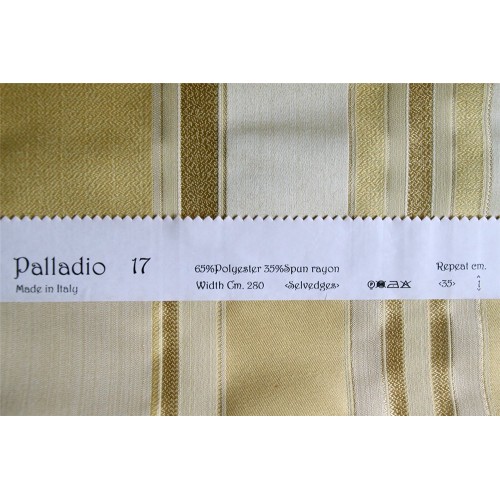 Palladio 17
Made in Italy
65%Polyester 35%Spun rayon
Width Cm. 280 <Selvedges>
Repeat cm.
<35>